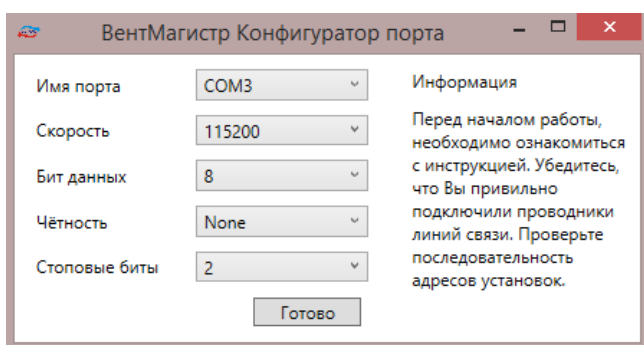 ВентМагистр Конфигуратор порта
Имя порта COM3
Скорость 115200
Бит данных 8
Чётность None
Стоповые биты 2
Готово
Информация
Перед началом работы,
необходимо ознакомиться
с инструкцией. Убедитесь,
что Вы привильно
подключили проводники
линий связи. Проверьте
последовательность
адресов установок.